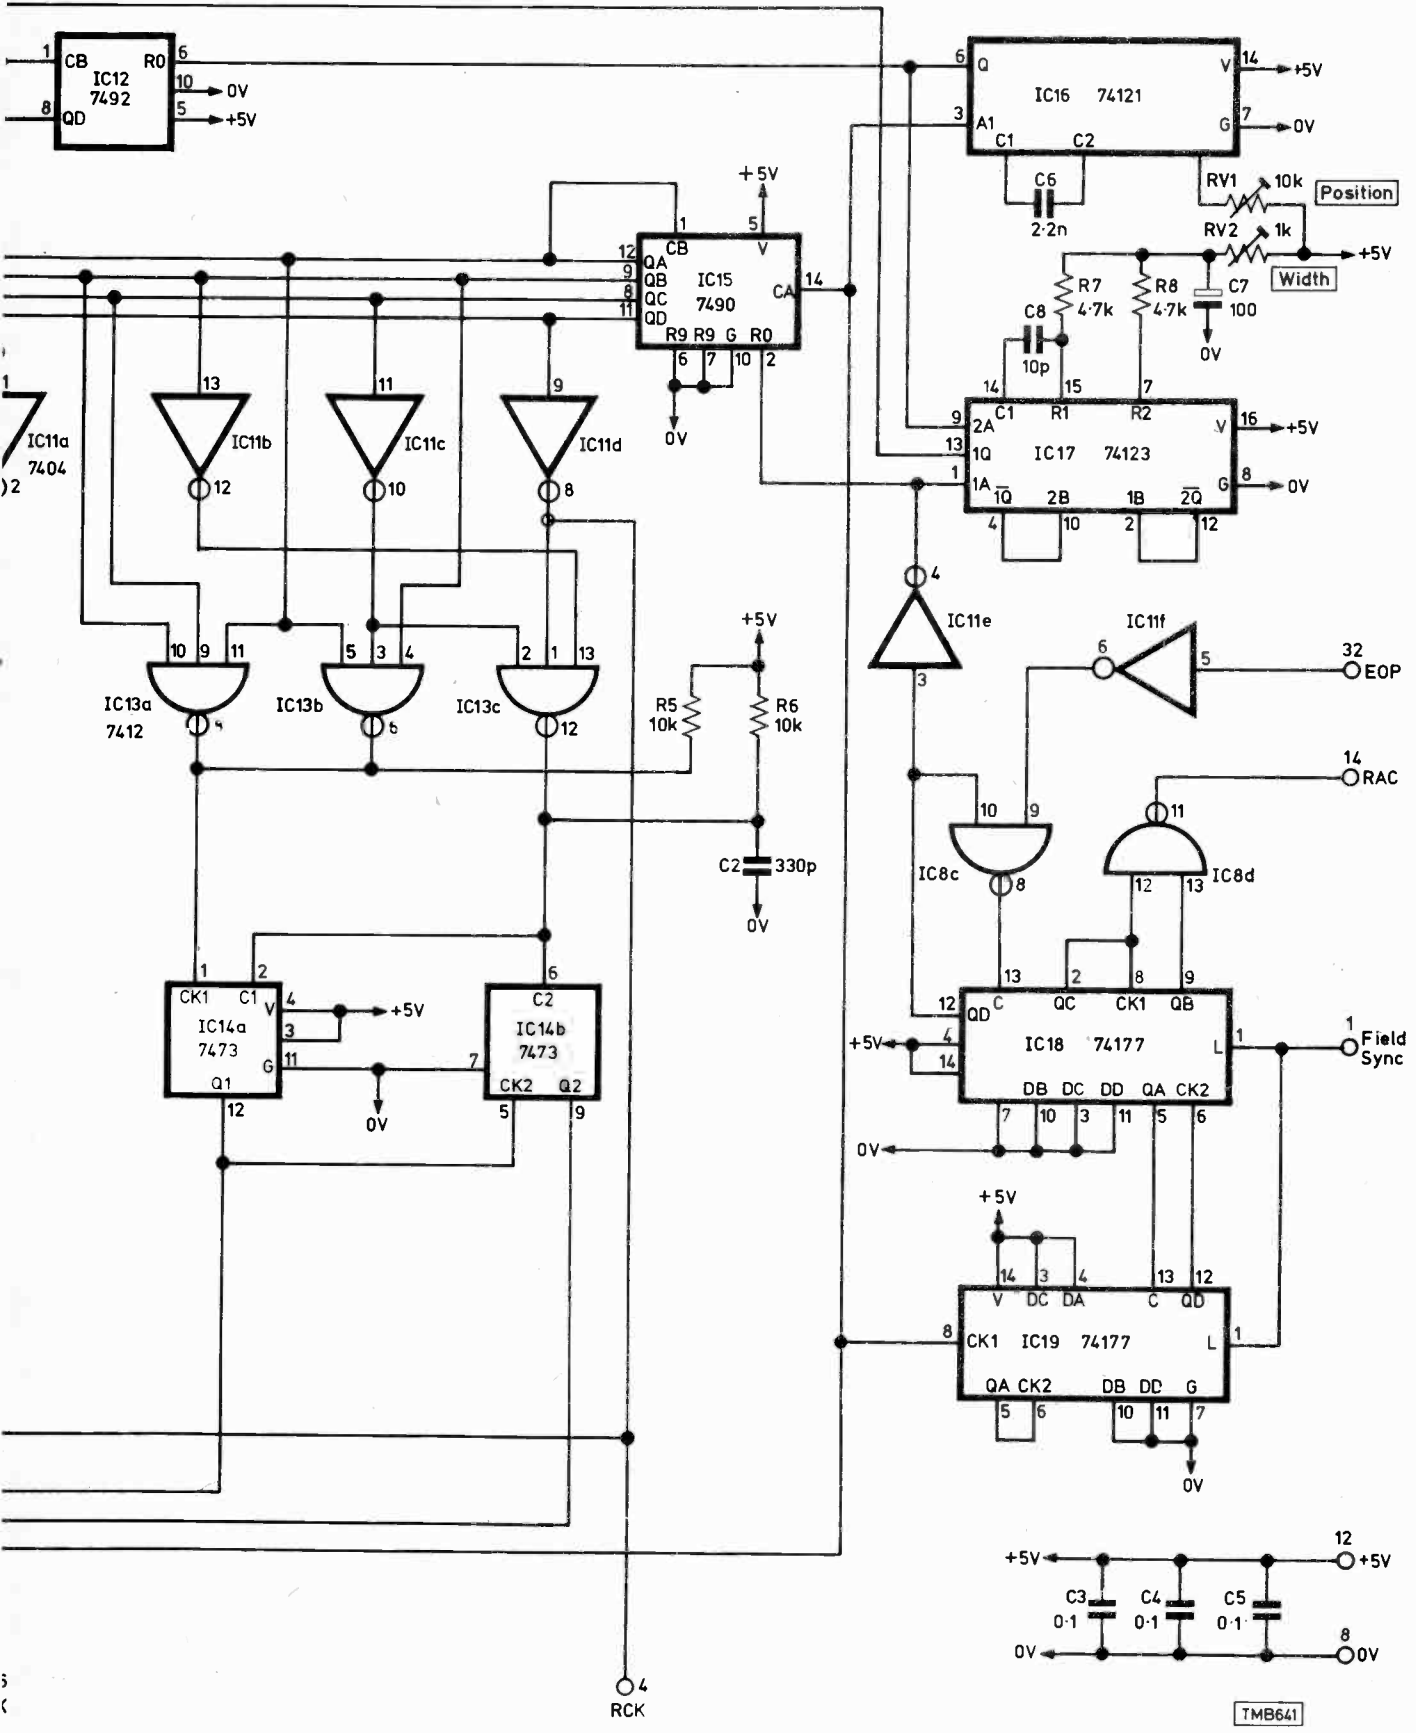 1
CB
R0
6
IC12
7492
10
0V
8
QD
5
+5V
6
Q
V
14
+5V
IC16 74121
3
A1
G
7
0V
C1
C2
C6
2·2n
RV1
10k
Position
RV2
1k
+5V
Width
+5V
1
5
CB
V
12
QA
9
QB
8
QC
11
QD
IC15
7490
CA
14
R9
R9
G
R0
6
7
10
2
0V
R7
4·7k
R8
4·7k
C7
100
0V
C8
10p
14
15
7
C1
R1
R2
9
2A
13
1Q
1
1A
IC17 74123
V
16
+5V
G
8
0V
1Q
2B
1B
2Q
4
10
2
12
1
IC11a
7404
2
13
IC11b
12
11
IC11c
10
9
IC11d
8
10
9
11
IC13a
7412
5
3
4
IC13b
6
2
1
13
IC13c
12
+5V
R5
10k
R6
10k
C2
330p
0V
4
IC11e
3
IC11f
6
5
32
EOP
14
RAC
10
9
IC8c
8
11
IC8d
12
13
1
2
CK1
C1
V
4
+5V
IC14a
7473
3
G
11
Q1
12
0V
6
C2
IC14b
7473
7
CK2
Q2
5
9
13
2
8
9
12
QD
C
QC
CK1
QB
+5V
4
14
IC18 74177
L
1
1
Field
Sync
DB
DC
DD
QA
CK2
7
10
3
11
5
6
0V
+5V
14
3
4
13
12
V
DC
DA
C
QD
8
CK1
IC19 74177
L
1
QA
CK2
DB
DD
G
5
6
10
11
7
0V
12
+5V
+5V
C3
0·1
C4
0·1
C5
0·1
8
0V
0V
4
RCK
TMB641